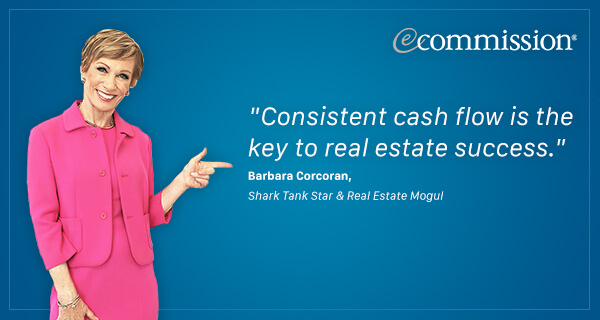 ecommission®
"Consistent cash flow is the
key to real estate success."
Barbara Corcoran,
Shark Tank Star & Real Estate Mogul